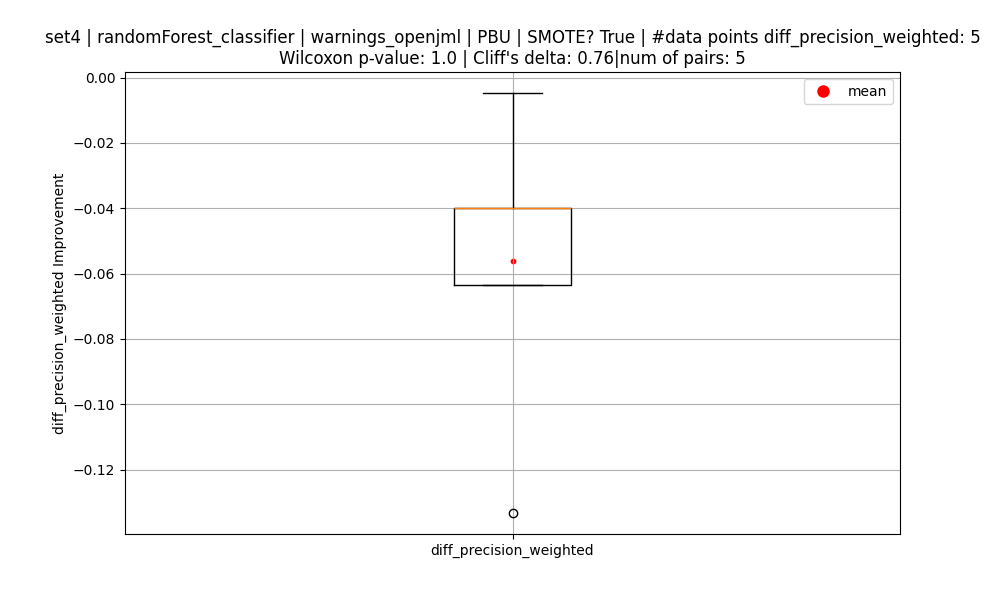 set4 | randomForest_classifier | warnings_openjml | PBU | SMOTE? True | #data points diff_precision_weighted: 5
Wilcoxon p-value: 1.0 | Cliff's delta: 0.76|num of pairs: 5
mean
0.00
−0.02
−0.04
−0.06
−0.08
−0.10
−0.12
diff_precision_weighted Improvement
diff_precision_weighted